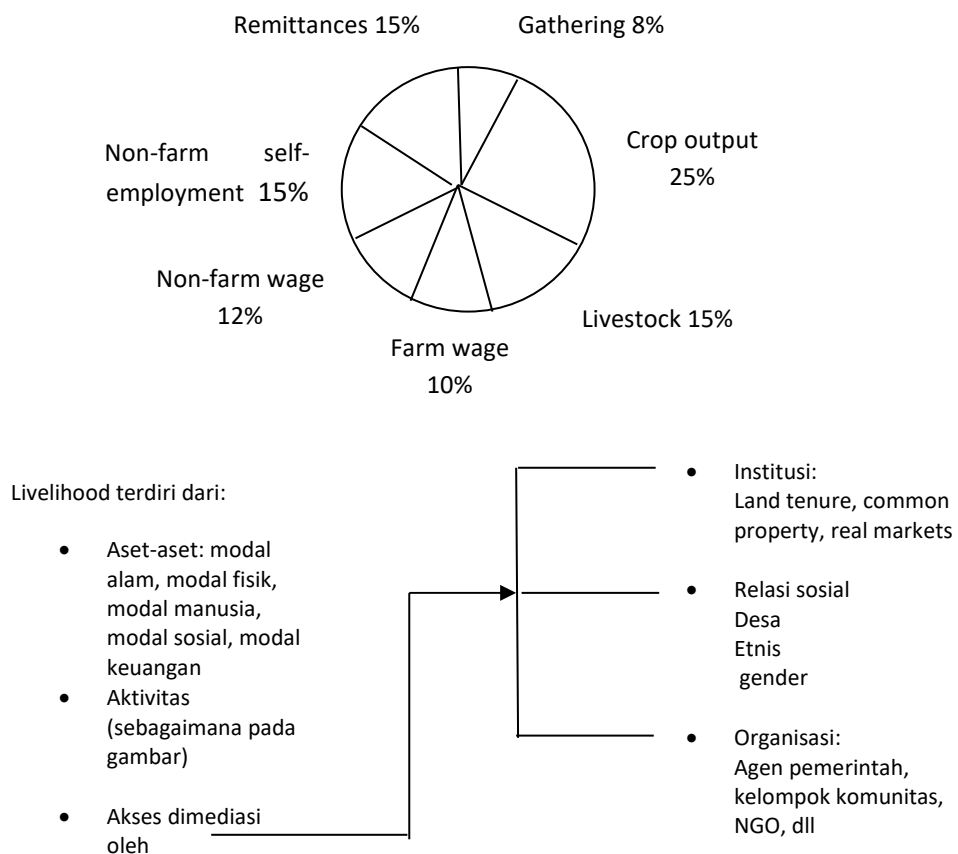 Remittances 15%
Gathering 8%
Crop output
25%
Non-farm self-
employment 15%
Non-farm wage
12%
Livestock 15%
Farm wage
10%
Livelihood terdiri dari:
• Aset-aset: modal
alam, modal fisik,
modal manusia,
modal sosial, modal
keuangan
• Aktivitas
(sebagaimana pada
gambar)
• Akses dimediasi
oleh
• Institusi:
Land tenure, common
property, real markets
• Relasi sosial
Desa
Etnis
gender
• Organisasi:
Agen pemerintah,
kelompok komunitas,
NGO, dll